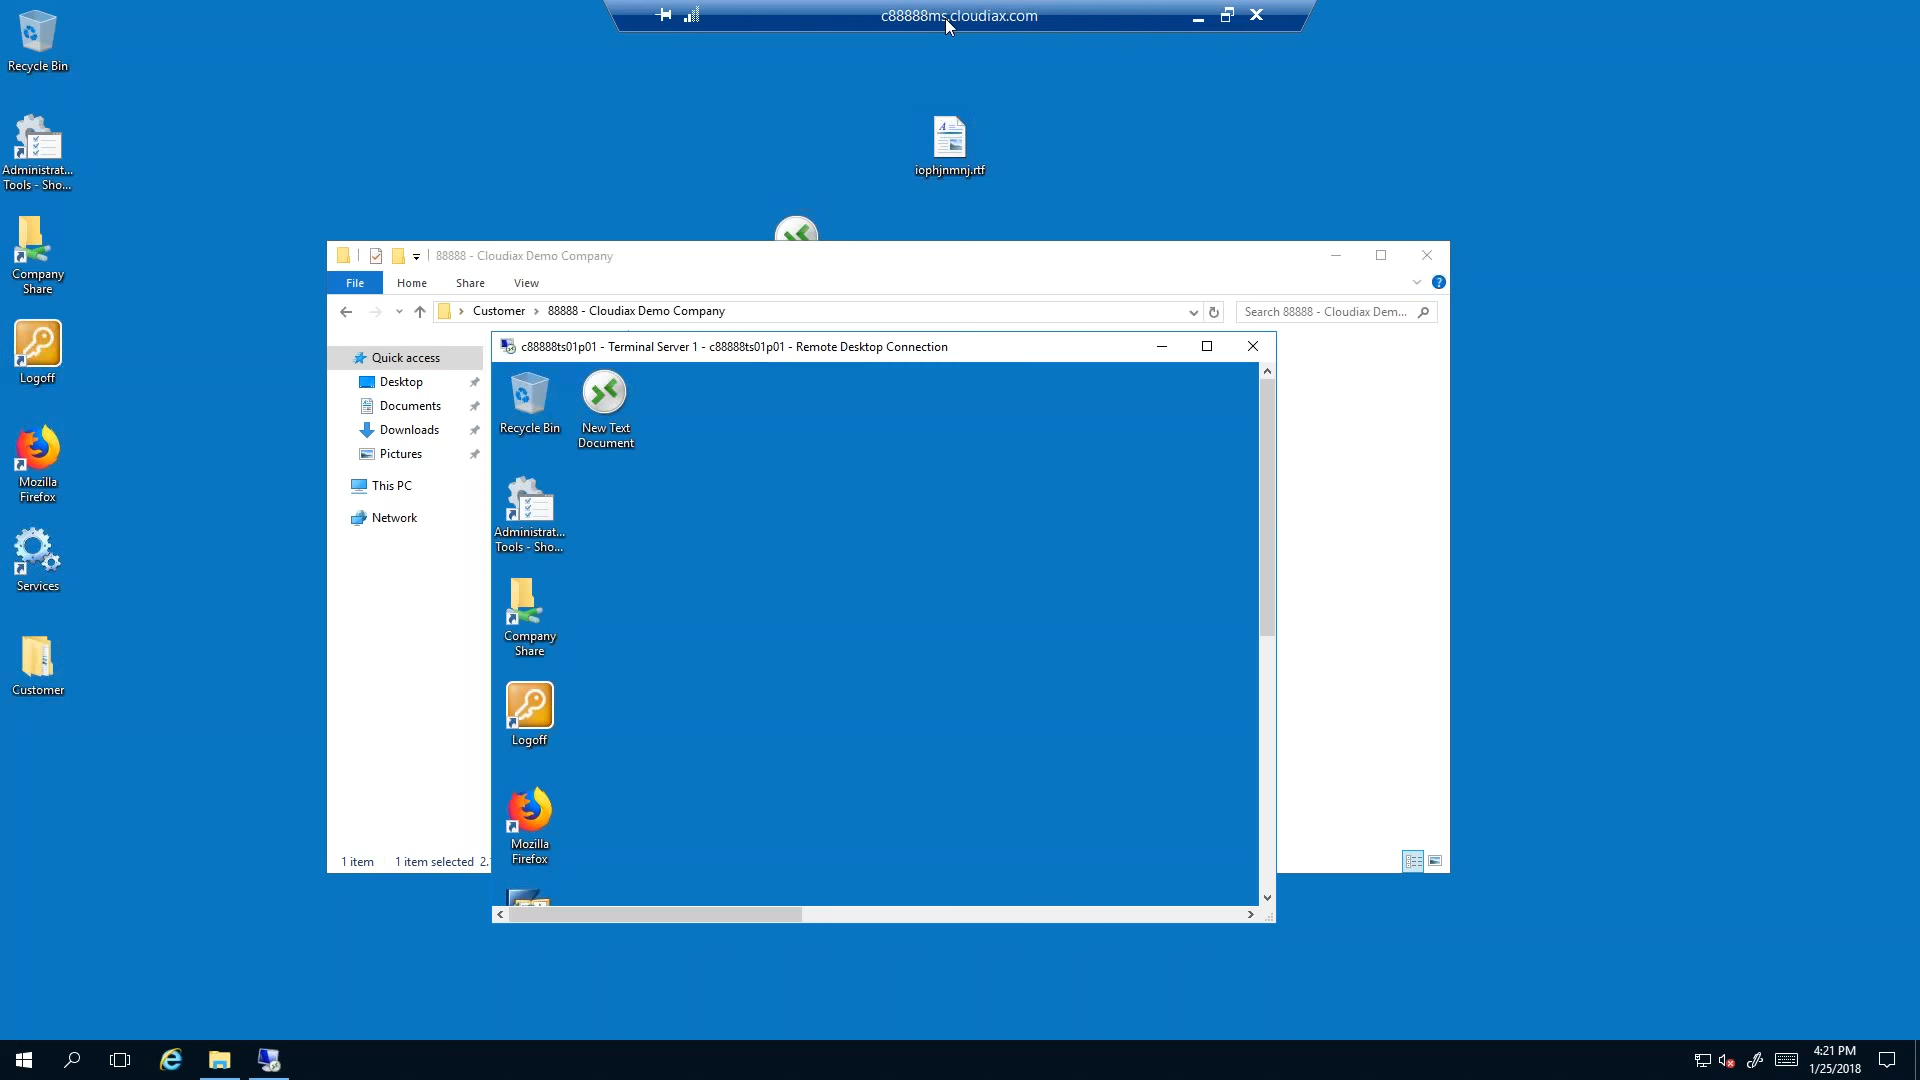 c88888ms.cloudiax.com
Recycle Bin
Administrat...
Tools - Sho...
Company
Share
Logoff
Mozilla
Firefox
Services
Customer
iophjnmnj.rtf
88888 - Cloudiax Demo Company
File
Home
Share
View
Customer
88888 - Cloudiax Demo Company
Search 88888 - Cloudiax Dem...
Quick access
Desktop
Documents
Downloads
Pictures
This PC
Network
1 item
1 item selected 2.
c88888ts01p01 - Terminal Server 1 - c88888ts01p01 - Remote Desktop Connection
Recycle Bin
New Text
Document
Administrat...
Tools - Sho...
Company
Share
Logoff
Mozilla
Firefox
4:21 PM
1/25/2018